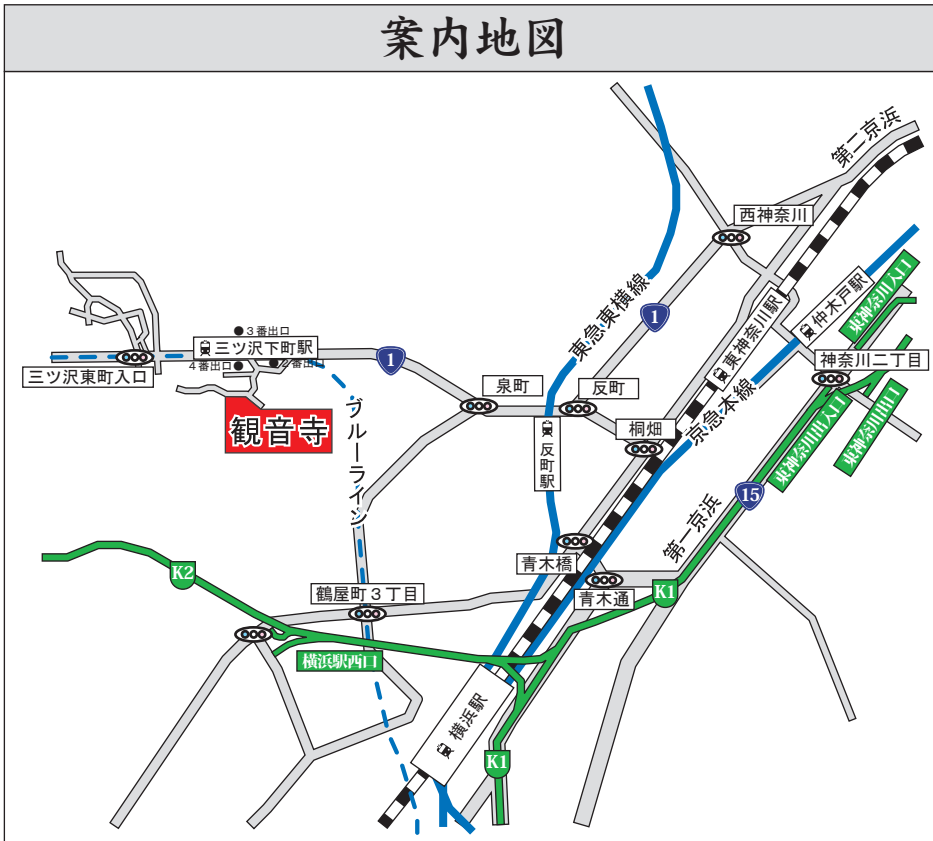 案内地図
第二京浜
西神奈川
東急東横線
1
東神奈川駅
仲木戸駅
東神奈川入口
3番出口
三ツ沢下町駅
三ツ沢東町入口
4番出口
2番出口
1
泉町
反町
神奈川二丁目
観音寺
ブルーライン
反町駅
桐畑
京急本線
東神奈川出入口
東神奈川出口
15
第一京浜
青木橋
青木通
K2
鶴屋町3丁目
K1
横浜駅西口
横浜駅
K1